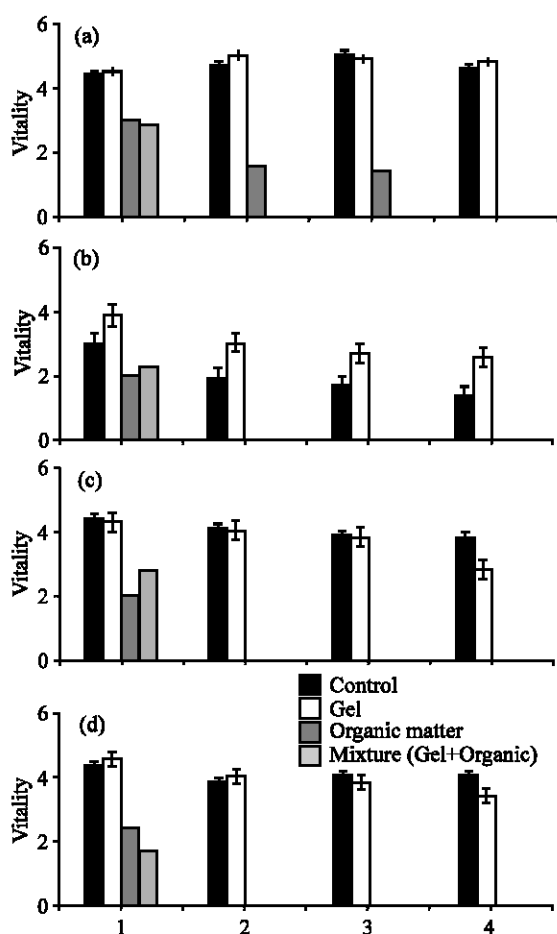 6
(a)
4
Vitality
2
0
6
(b)
4
Vitality
2
0
6
(c)
4
Vitality
2
0
Control
Gel
Organic matter
Mixture (Gel+Organic)
6
(d)
4
Vitality
2
0
1 2 3 4